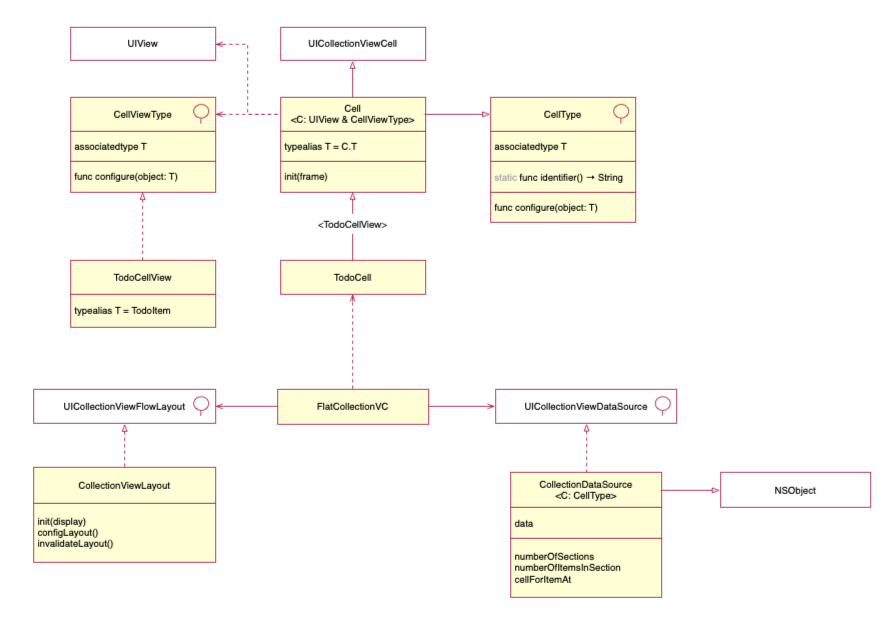 UIView
UICollectionViewCell
CellViewType
associatedtype T
func configure(object: T)
Cell
<C: UIView & CellViewType>
typealias T = C.T
init(frame)
CellType
associatedtype T
static func identifier() → String
func configure(object: T)
<TodoCellView>
TodoCellView
typealias T = TodoItem
TodoCell
UICollectionViewFlowLayout
FlatCollectionVC
UICollectionViewDataSource
CollectionViewLayout
init(display)
configLayout()
invalidateLayout()
CollectionDataSource
<C: CellType>
data
numberOfSections
numberOfItemsInSection
cellForItemAt
NSObject